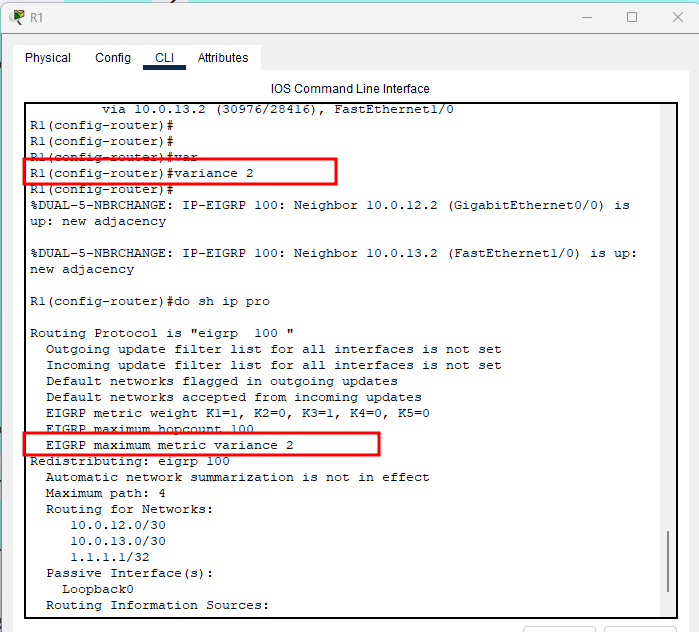 R1
Physical Config CLI Attributes
IOS Command Line Interface
via 10.0.13.2 (30976/28416), FastEthernet1/0
R1(config-router)#
R1(config-router)#
R1(config-router)#var
R1(config-router)#variance 2
R1(config-router)#
%DUAL-5-NBRCHANGE: IP-EIGRP 100: Neighbor 10.0.12.2 (GigabitEthernet0/0) is
up: new adjacency
%DUAL-5-NBRCHANGE: IP-EIGRP 100: Neighbor 10.0.13.2 (FastEthernet1/0) is up:
new adjacency
R1(config-router)#do sh ip pro
Routing Protocol is "eigrp  100 "
Outgoing update filter list for all interfaces is not set
Incoming update filter list for all interfaces is not set
Default networks flagged in outgoing updates
Default networks accepted from incoming updates
EIGRP metric weight K1=1, K2=0, K3=1, K4=0, K5=0
EIGRP maximum hopcount 100
EIGRP maximum metric variance 2
Redistributing: eigrp 100
Automatic network summarization is not in effect
Maximum path: 4
Routing for Networks:
10.0.12.0/30
10.0.13.0/30
1.1.1.1/32
Passive Interface(s):
Loopback0
Routing Information Sources: